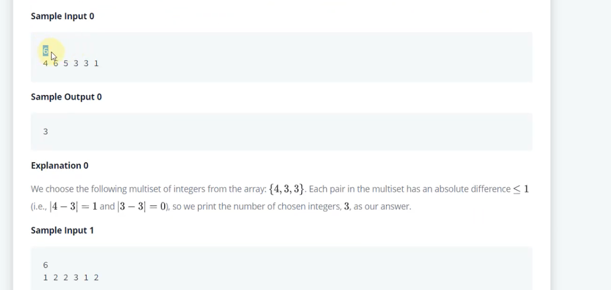 Sample Input 0
6
4 6 5 3 3 1
Sample Output 0
3
Explanation 0
We choose the following multiset of integers from the array: {4, 3, 3}. Each pair in the multiset has an absolute difference ≤ 1
(i.e., |4 − 3| = 1 and |3 − 3| = 0), so we print the number of chosen integers, 3, as our answer.
Sample Input 1
6
1 2 2 3 1 2